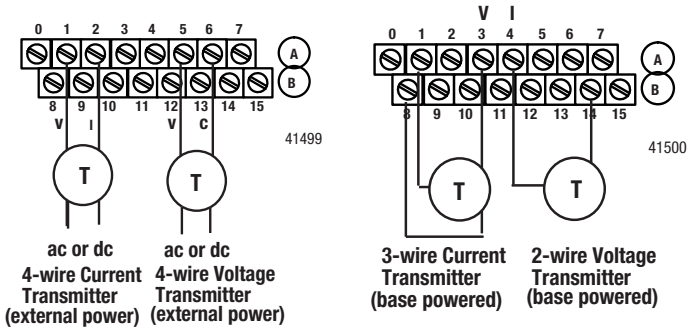 V I
0 1 2 3 4 5 6 7
A
B
8 9 10 11 12 13 14 15
V I V C
41499
T
T
ac or dc
4-wire Current
Transmitter
(external power)
ac or dc
4-wire Voltage
Transmitter
(external power)
0 1 2 3 4 5 6 7
A
B
8 9 10 11 12 13 14 15
41500
T
T
3-wire Current
Transmitter
(base powered)
2-wire Voltage
Transmitter
(base powered)